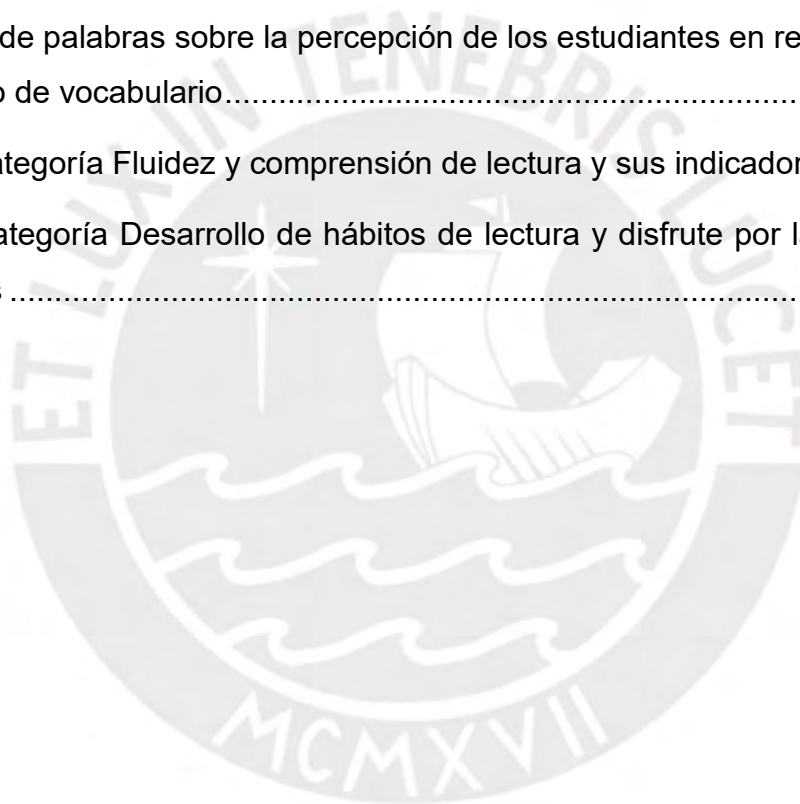 de palabras sobre la percepción de los estudiantes en re
o de vocabulario................................................................
ategoría Fluidez y comprensión de lectura y sus indicador
ategoría Desarrollo de hábitos de lectura y disfrute por l
s ........................................................................................
ET LUX IN TENEBRIS LUCET
MCMXVII